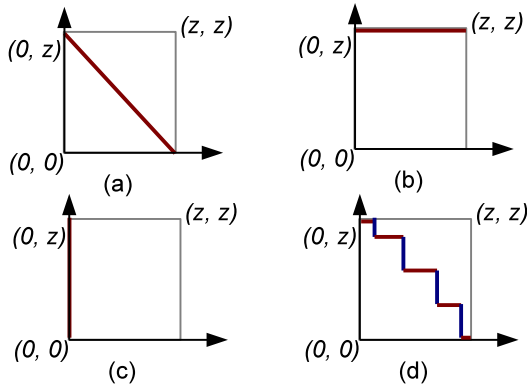 (0, z)
(z, z)
(0, 0)
(a)
(0, z)
(z, z)
(0, 0)
(b)
(0, z)
(z, z)
(0, 0)
(c)
(0, z)
(z, z)
(0, 0)
(d)